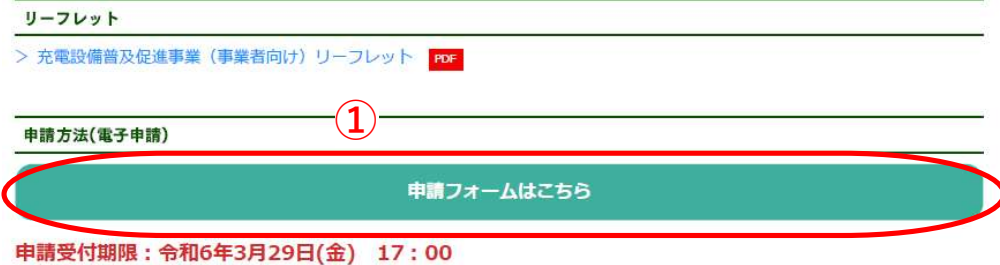 リーフレット
＞ 充電設備普及促進事業（事業者向け）リーフレット PDF
①
申請方法(電子申請)
申請フォームはこちら
申請受付期限：令和6年3月29日(金)　17：00